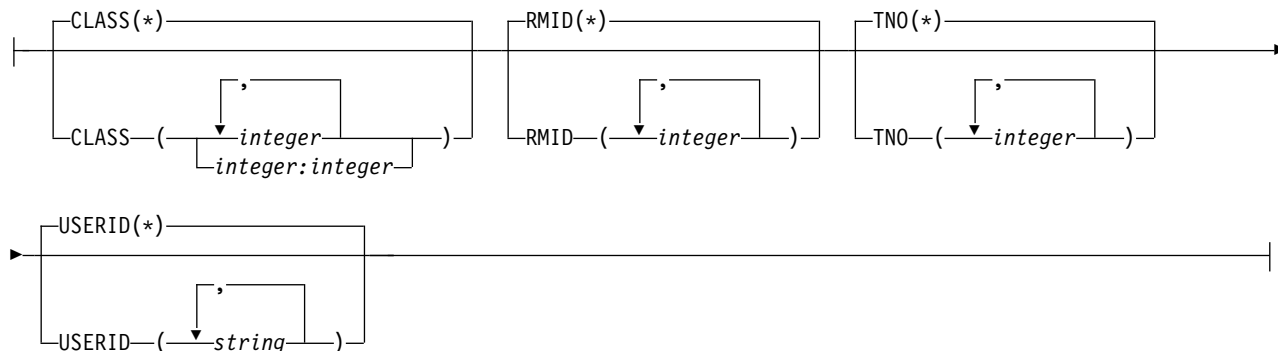 CLASS(*) RMID(*) TNO(*)
, , ,
CLASS ( integer ) RMID ( integer ) TNO ( integer )
integer:integer
USERID(*)
,
USERID ( string )